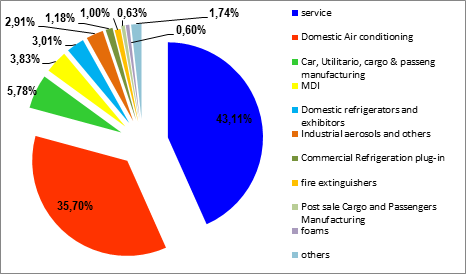 2,91%
1,18%
1,00%
0,63%
1,74%
3,01%
0,60%
3,83%
5,78%
43,11%
35,70%
service
Domestic Air conditioning
Car, Utilitario, cargo & passeng
manufacturing
MDI
Domestic refrigerators and
exhibitors
Industrial aerosols and others
Commercial Refrigeration plug-in
fire extinguishers
Post sale Cargo and Passengers
Manufacturing
foams
others